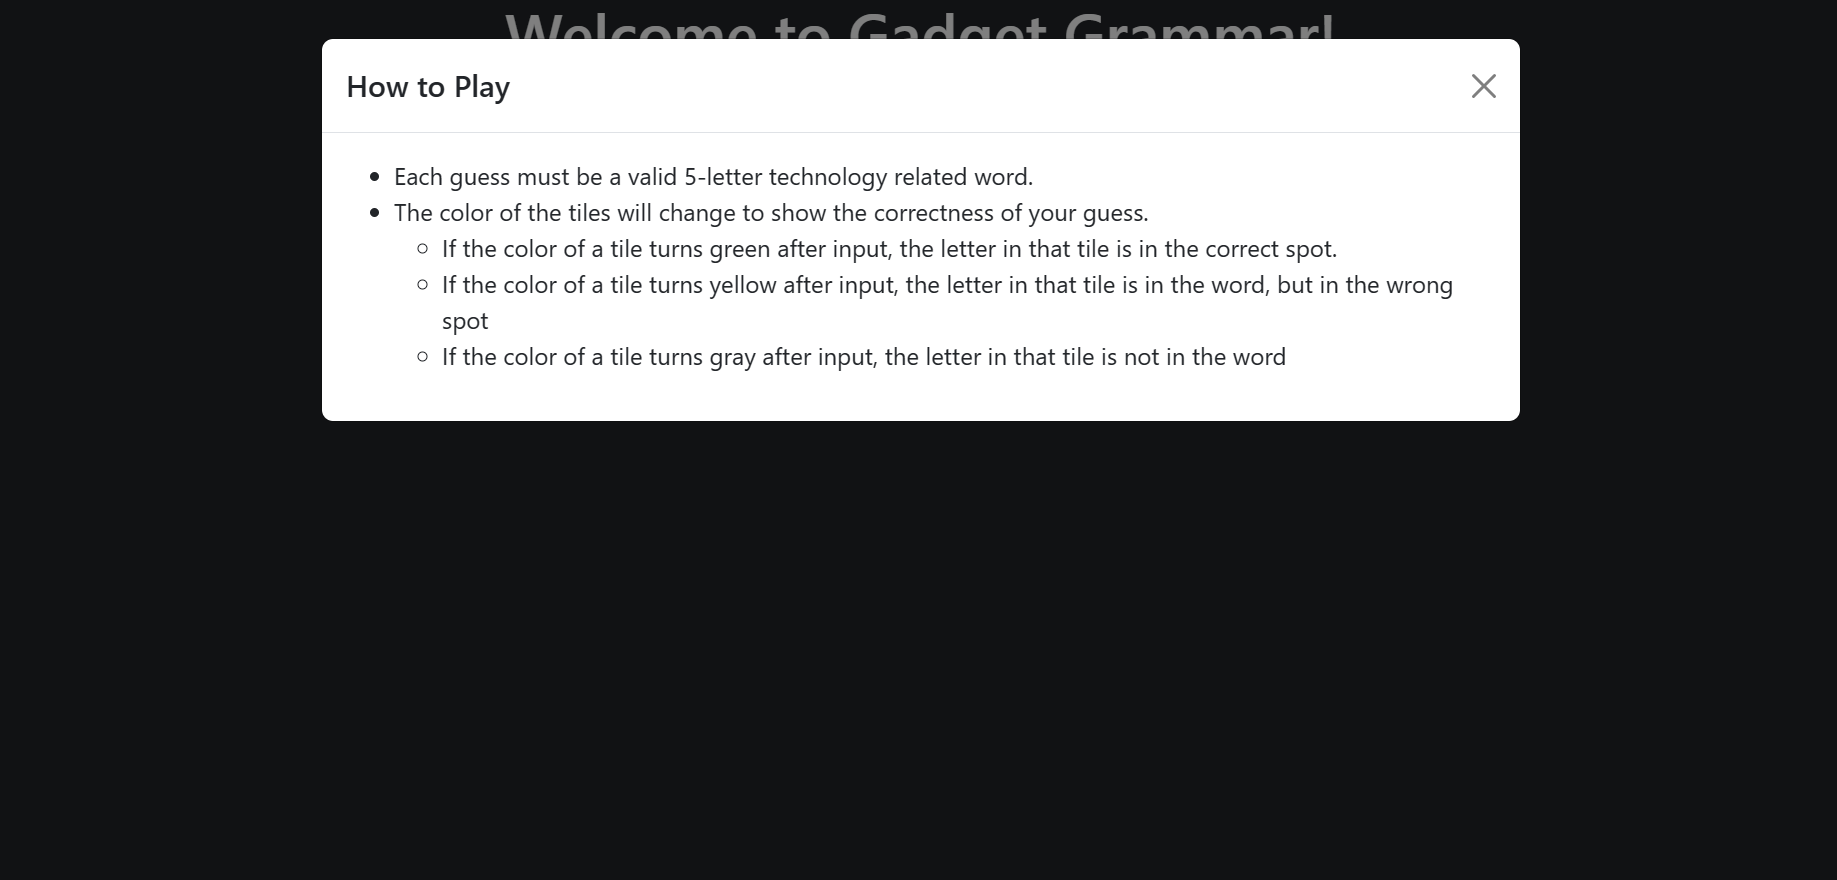 Welcome to Gadget Grammar!
How to Play
Each guess must be a valid 5-letter technology related word.
The color of the tiles will change to show the correctness of your guess.
If the color of a tile turns green after input, the letter in that tile is in the correct spot.
If the color of a tile turns yellow after input, the letter in that tile is in the word, but in the wrong
spot
If the color of a tile turns gray after input, the letter in that tile is not in the word